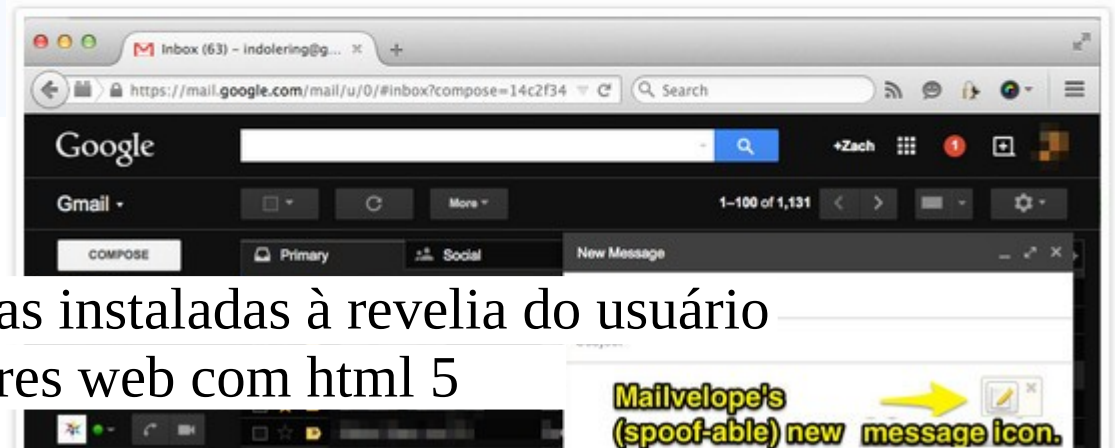 Inbox (63) – indolering@g... ×
https://mail.google.com/mail/u/0/#inbox?compose=14c2f34
Search
Google
+Zach
1
Gmail
More
1–100 of 1,131
COMPOSE
Primary
Social
New Message
as instaladas à revelia do usuário
res web com html 5
Mailvelope's
(spoof-able) new message icon.